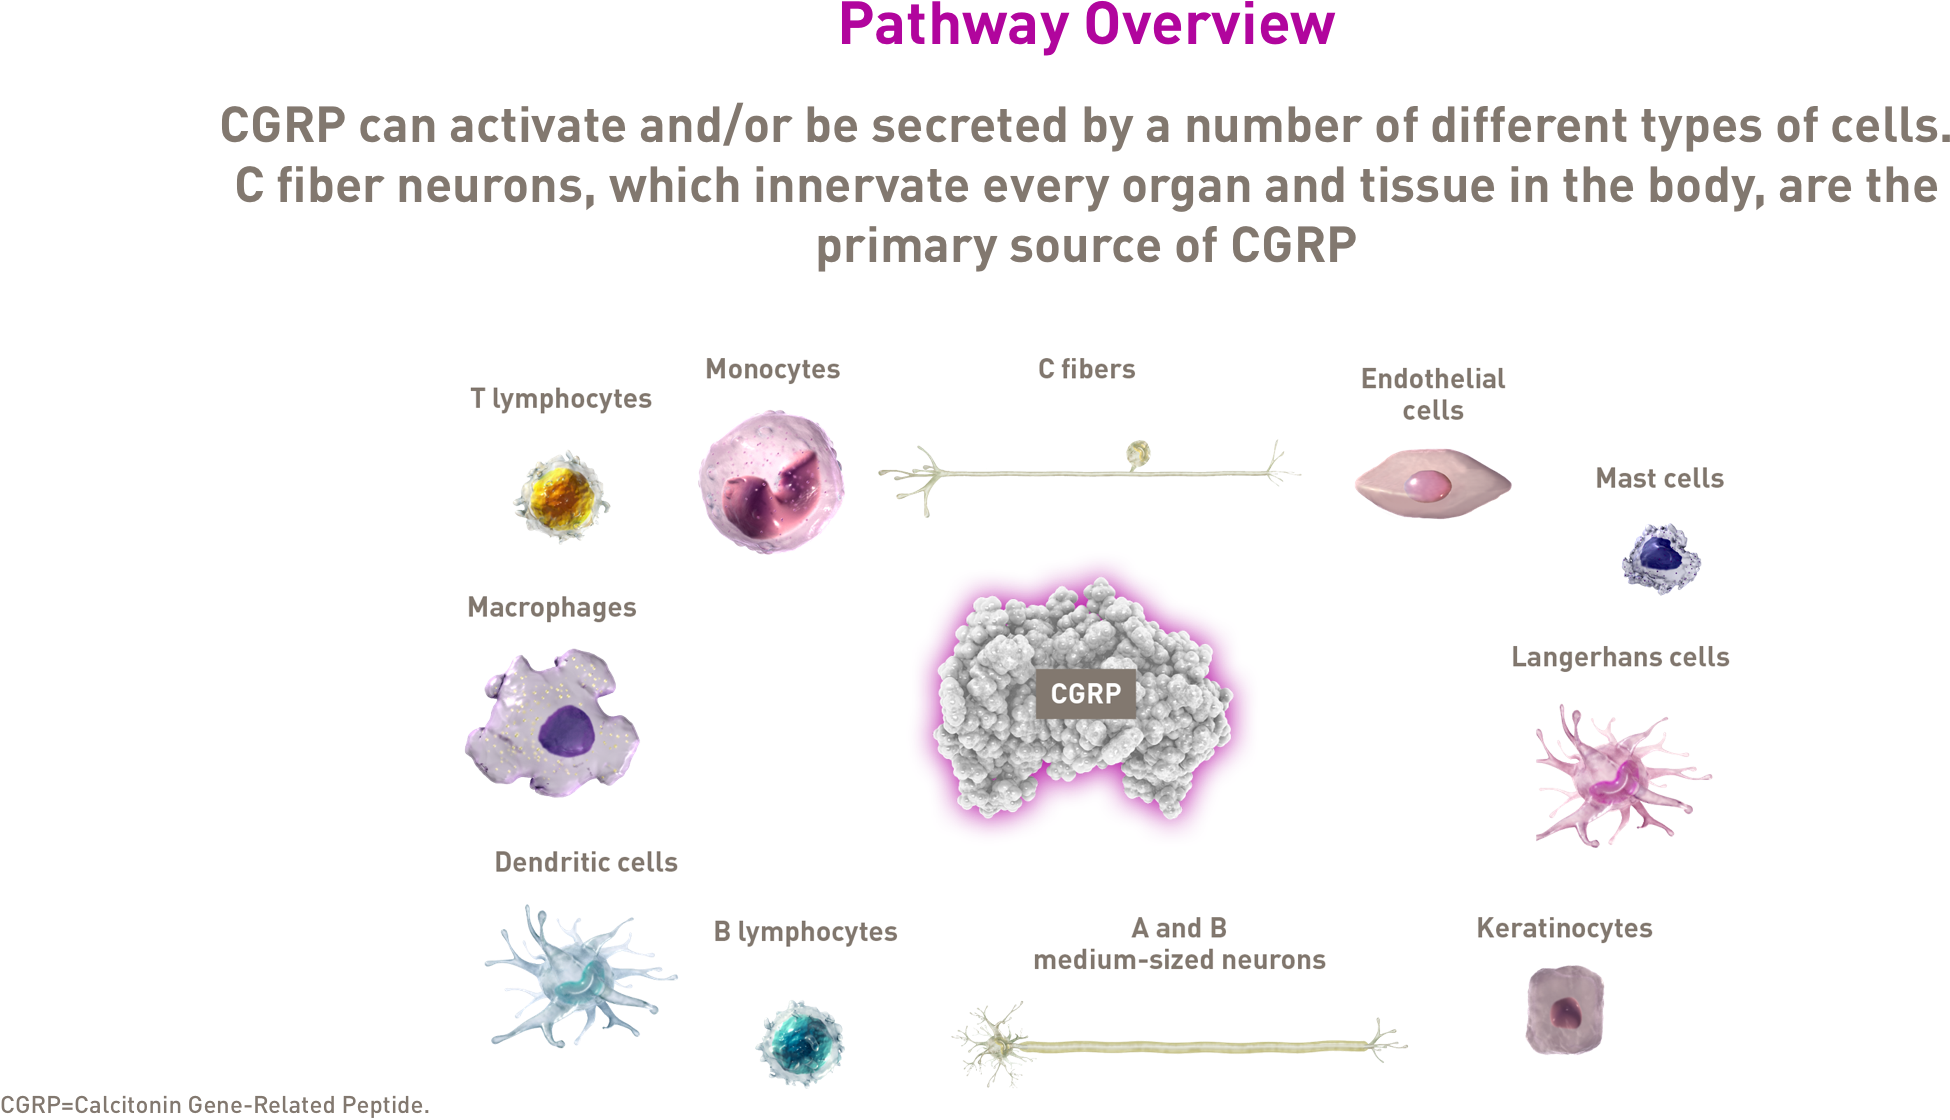 Pathway Overview
CGRP can activate and/or be secreted by a number of different types of cells.
C fiber neurons, which innervate every organ and tissue in the body, are the
primary source of CGRP
Monocytes
C fibers
Endothelial
cells
T lymphocytes
Mast cells
Macrophages
Langerhans cells
CGRP
Dendritic cells
B lymphocytes
A and B
medium-sized neurons
Keratinocytes
CGRP=Calcitonin Gene-Related Peptide.